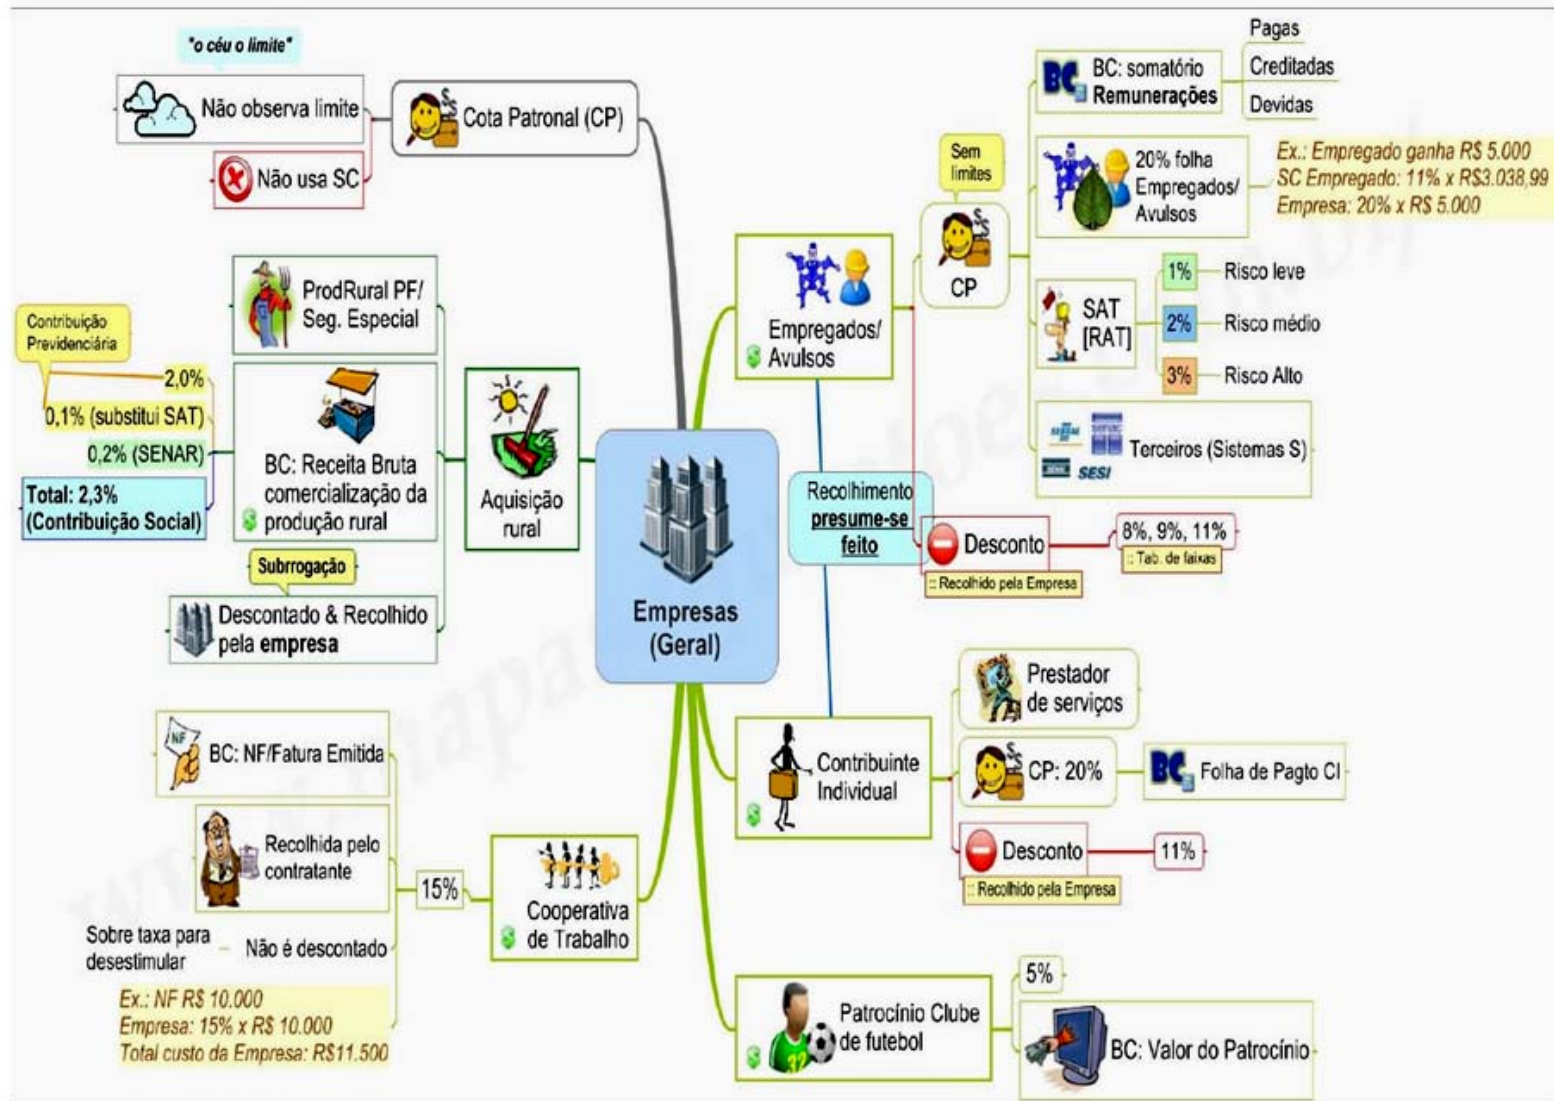 "o céu o limite"
Não observa limite
Não usa SC
Cota Patronal (CP)
ProdRural PF/
Seg. Especial
Contribuição
Previdenciária
2,0%
0,1% (substitui SAT)
0,2% (SENAR)
Total: 2,3%
(Contribuição Social)
BC: Receita Bruta
comercialização da
produção rural
Aquisição
rural
Subrrogação
Descontado & Recolhido
pela empresa
Empresas
(Geral)
NF
BC: NF/Fatura Emitida
Recolhida pelo
contratante
Sobre taxa para
desestimular
Não é descontado
Ex.: NF R$ 10.000
Empresa: 15% x R$ 10.000
Total custo da Empresa: R$11.500
15%
Cooperativa
de Trabalho
Empregados/
Avulsos
Sem
limites
CP
BC
BC: somatório
Remunerações
Pagas
Creditadas
Devidas
20% folha
Empregados/
Avulsos
Ex.: Empregado ganha R$ 5.000
SC Empregado: 11% x R$3.038,99
Empresa: 20% x R$ 5.000
SAT
[RAT]
1%
Risco leve
2%
Risco médio
3%
Risco Alto
SEBRAE
senac
SENAI
SESI
Terceiros (Sistemas S)
Recolhimento
presume-se
feito
Desconto
:: Recolhido pela Empresa
8%, 9%, 11%
:: Tab. de faixas
Contribuinte
Individual
Prestador
de serviços
CP: 20%
BC
Folha de Pagto CI
Desconto
:: Recolhido pela Empresa
11%
32
Patrocínio Clube
de futebol
5%
BC: Valor do Patrocínio